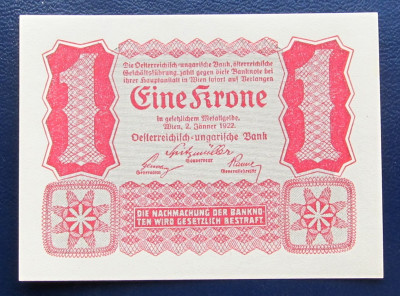 1
1
Die Oesterreichisch-ungarische Bank, österreichische
Geschäftsführung, zahlt gegen diese Banknote bei
ihrer Hauptanstalt in Wien sofort auf Verlangen
Eine Krone
in gesetzlichem Metallgelde.
Wien, 2. Jänner 1922.
Oesterreichisch-ungarische Bank
Spitzmüller
Gouverneur
Generalrat
Generalsekretär
DIE NACHMACHUNG DER BANKNO-
TEN WIRD GESETZLICH BESTRAFT.